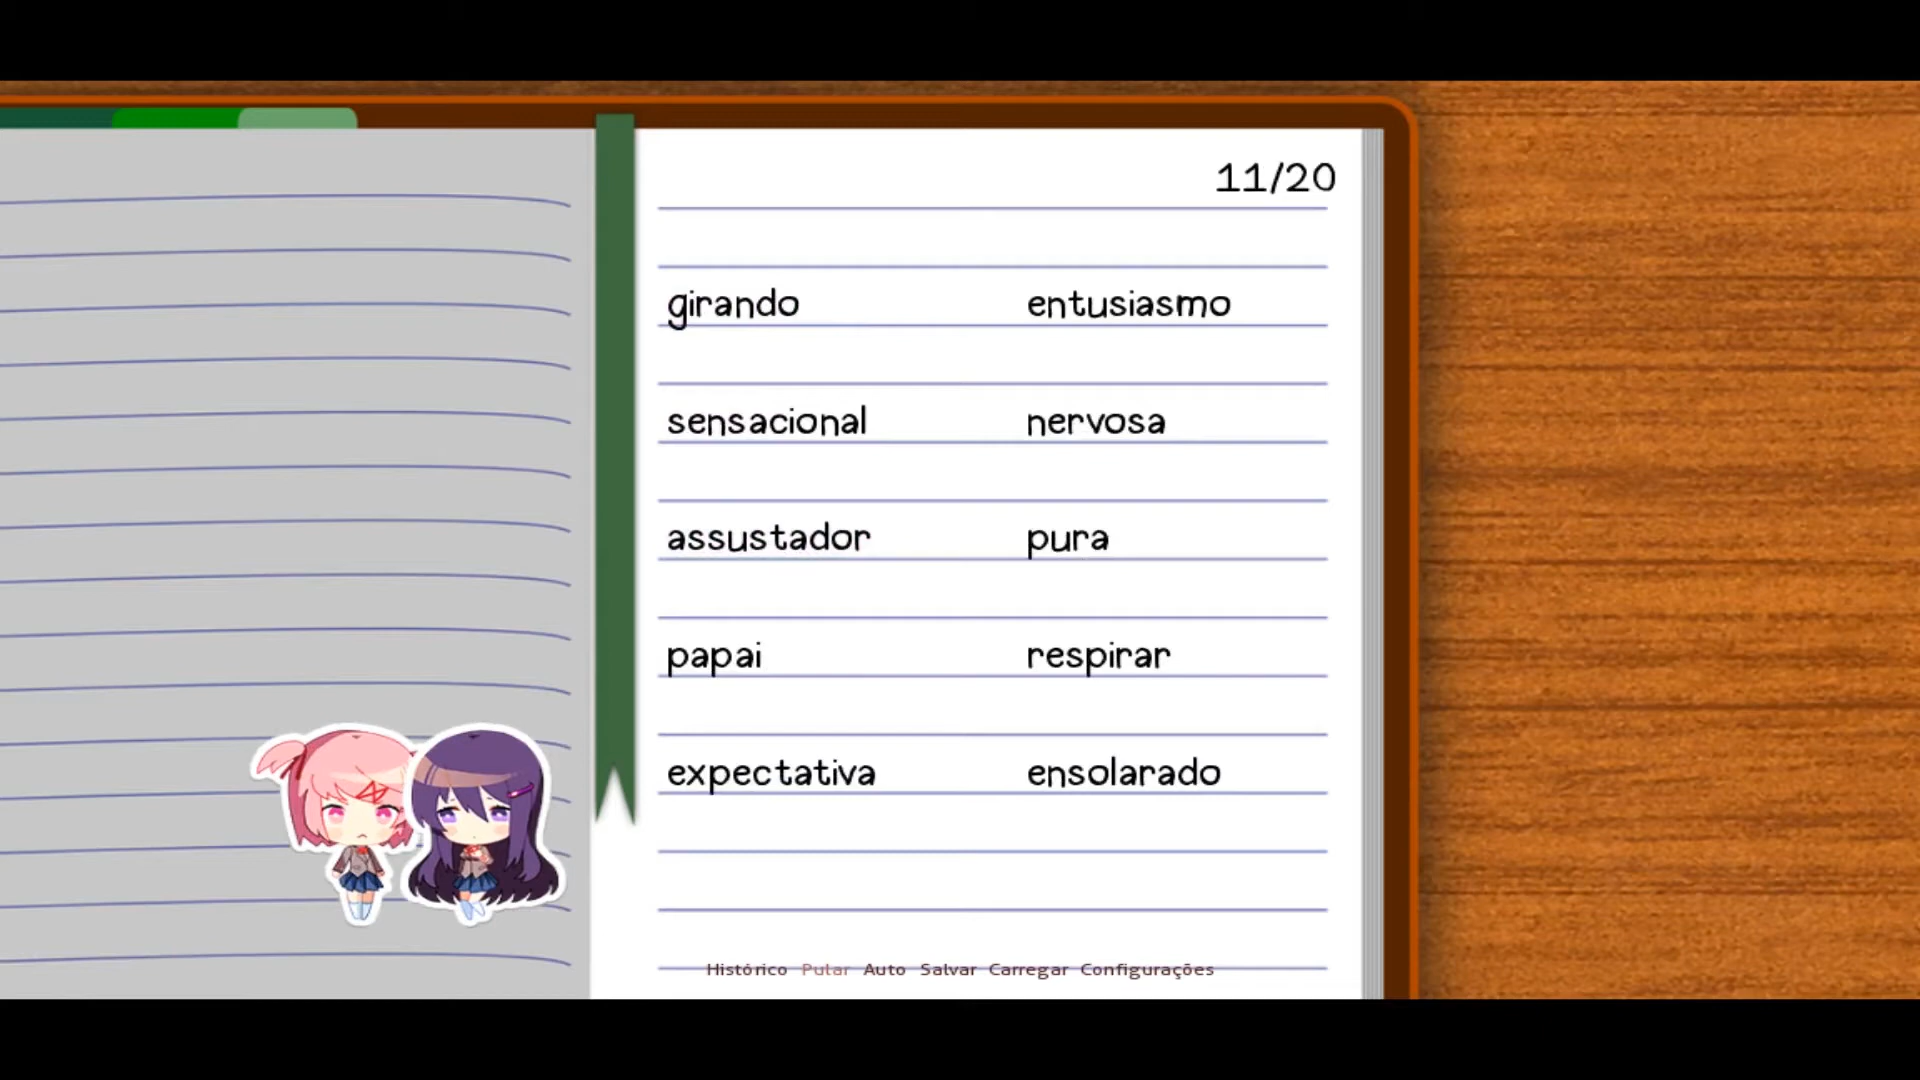 11/20
girando entusiasmo
sensacional nervosa
assustador pura
papai respirar
expectativa ensolarado
Histórico Pular Auto Salvar Carregar Configurações